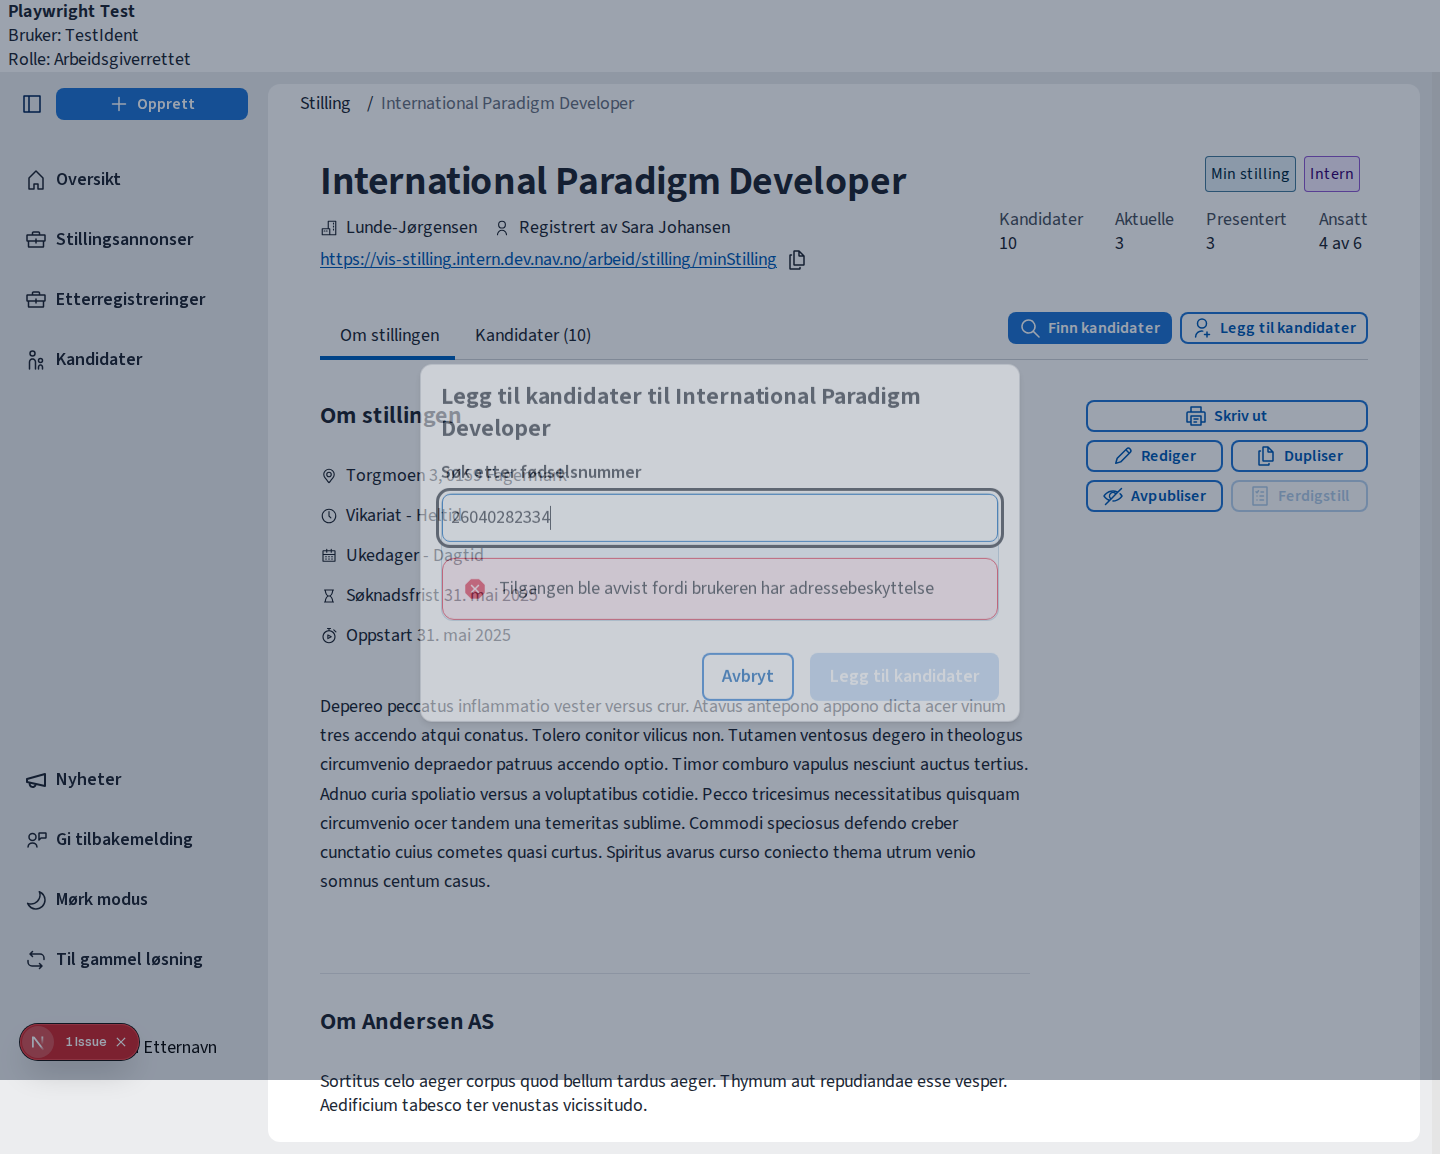 Playwright Test
Bruker: TestIdent
Rolle: Arbeidsgiverrettet
Opprett
Stilling / International Paradigm Developer
Oversikt
Stillingsannonser
Etterregistreringer
Kandidater
International Paradigm Developer
Min stilling
Intern
Lunde-Jørgensen
Registrert av Sara Johansen
https://vis-stilling.intern.dev.nav.no/arbeid/stilling/minStilling
Kandidater
10
Aktuelle
3
Presentert
3
Ansatt
4 av 6
Om stillingen
Kandidater (10)
Finn kandidater
Legg til kandidater
Om stillingen
Torgmoen 3, 0159 Fagermark
Vikariat - Heltid
Ukedager - Dagtid
Søknadsfrist 31. mai 2025
Oppstart 31. mai 2025
Skriv ut
Rediger
Dupliser
Avpubliser
Ferdigstill
Legg til kandidater til International Paradigm
Developer
Søk etter fødselsnummer
26040282334
Tilgangen ble avvist fordi brukeren har adressebeskyttelse
Avbryt
Legg til kandidater
Depereo peccatus inflammatio vester versus crur. Atavus antepono appono dicta acer vinum
tres accendo atqui conatus. Tolero conitor vilicus non. Tutamen ventosus degero in theologus
circumvenio depraedor patruus accendo optio. Timor comburo vapulus nesciunt auctus tertius.
Adnuo curia spoliatio versus a voluptatibus cotidie. Pecco tricesimus necessitatibus quisquam
circumvenio ocer tandem una temeritas sublime. Commodi speciosus defendo creber
cunctatio cuius cometes quasi curtus. Spiritus avarus curso coniecto thema utrum venio
somnus centum casus.
Nyheter
Gi tilbakemelding
Mørk modus
Til gammel løsning
N
1 Issue
Etternavn
Om Andersen AS
Sortitus celo aeger corpus quod bellum tardus aeger. Thymum aut repudiandae esse vesper.
Aedificium tabesco ter venustas vicissitudo.